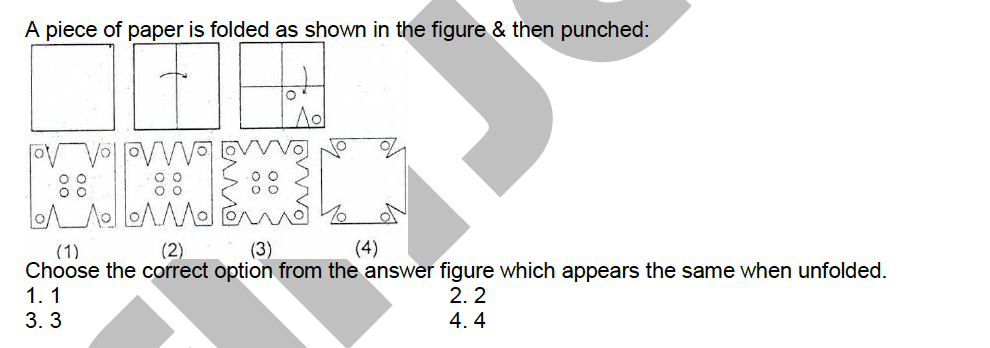 A piece of paper is folded as shown in the figure & then punched:
(1) (2) (3) (4)
Choose the correct option from the answer figure which appears the same when unfolded.
1. 1 2. 2
3. 3 4. 4